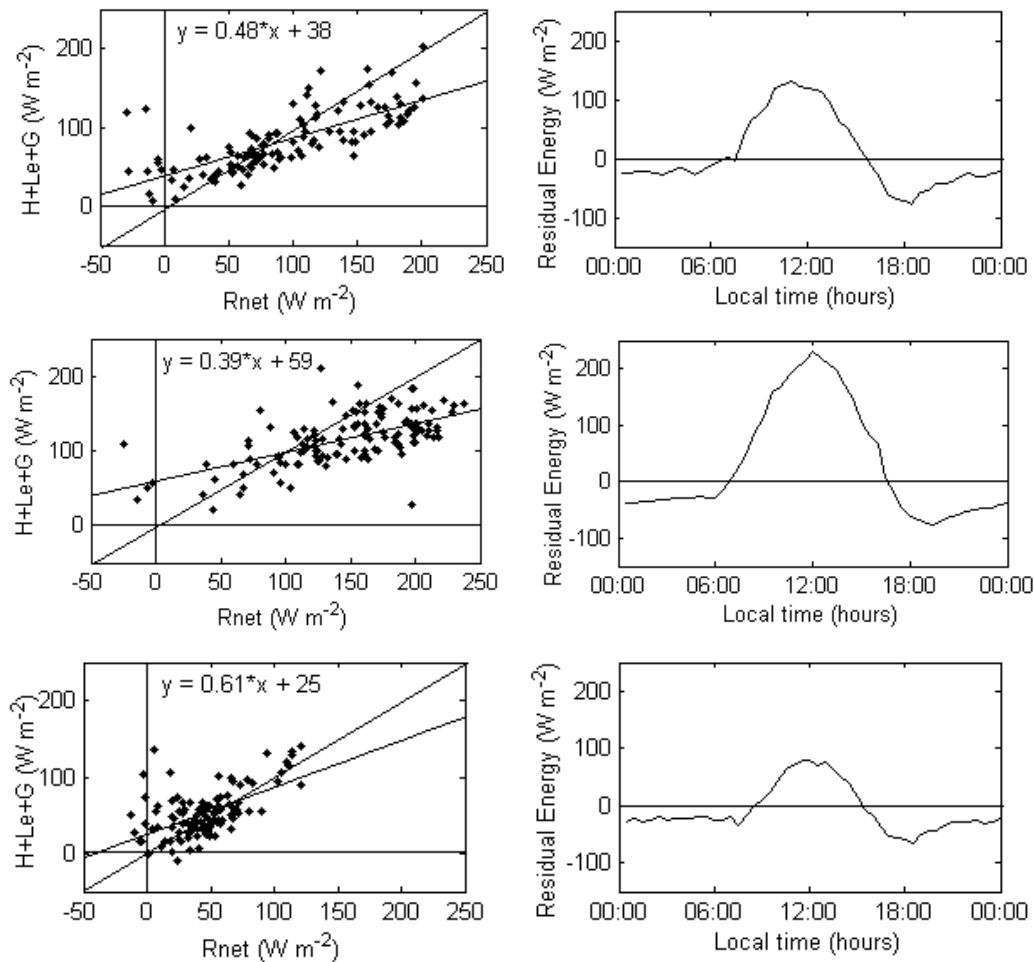 y = 0.48*x + 38
H+Le+G (W m-2)
200
100
0
-50 0 50 100 150 200 250
Rnet (W m-2)
Residual Energy (W m-2)
200
100
0
-100
00:00 06:00 12:00 18:00 00:00
Local time (hours)
y = 0.39*x + 59
H+Le+G (W m-2)
200
100
0
-50 0 50 100 150 200 250
Rnet (W m-2)
Residual Energy (W m-2)
200
100
0
-100
00:00 06:00 12:00 18:00 00:00
Local time (hours)
y = 0.61*x + 25
H+Le+G (W m-2)
200
100
0
-50 0 50 100 150 200 250
Rnet (W m-2)
Residual Energy (W m-2)
200
100
0
-100
00:00 06:00 12:00 18:00 00:00
Local time (hours)